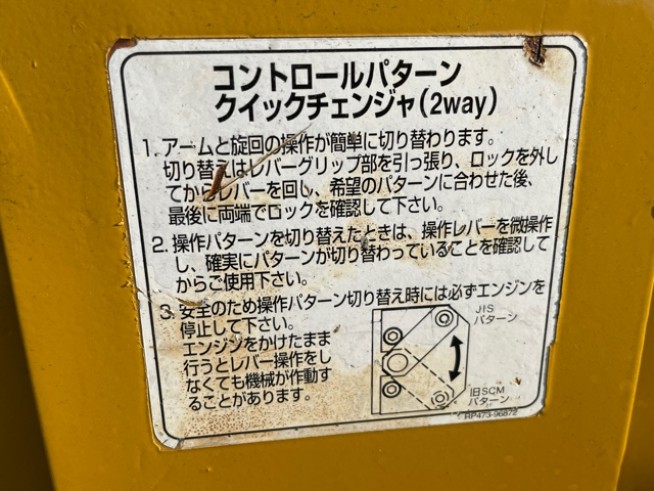 コントロールパターン
クイックチェンジャ(2way)
1. アームと旋回の操作が簡単に切り替わります。
切り替えはレバーグリップ部を引っ張り、ロックを外し
てからレバーを回し、希望のパターンに合わせた後、
最後に両端でロックを確認して下さい。
2. 操作パターンを切り替えたときは、操作レバーを微操作
し、確実にパターンが切り替わっていることを確認して
からご使用下さい。
3. 安全のため操作パターン切り替え時には必ずエンジンを
停止して下さい。
エンジンをかけたまま
行うとレバー操作をし
なくても機械が作動す
ることがあります。
JIS
パターン
旧SCM
パターン